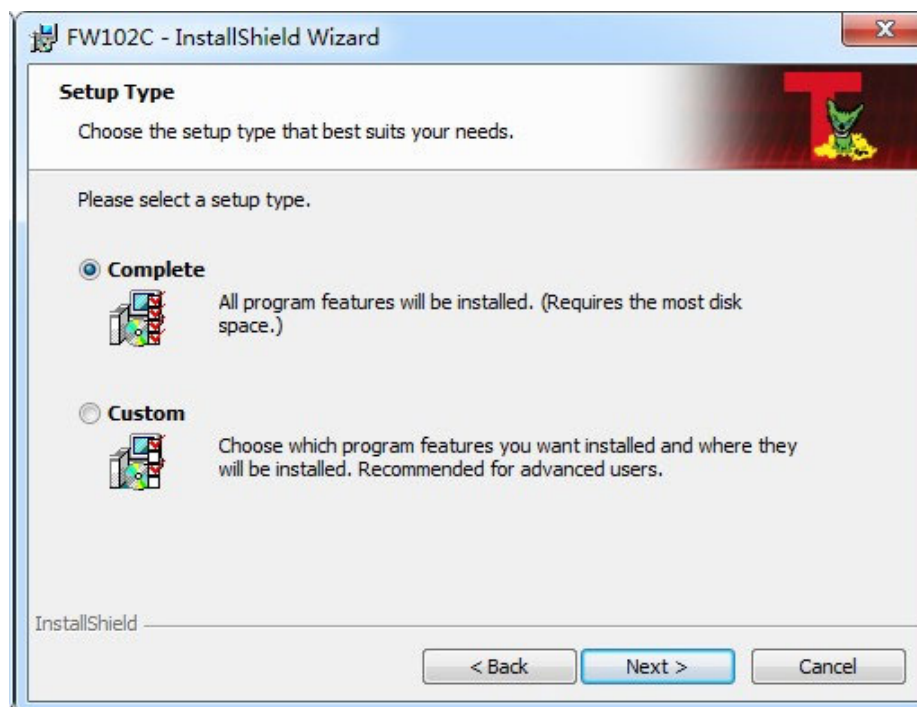 FW102C - InstallShield Wizard
Setup Type
Choose the setup type that best suits your needs.
Please select a setup type.
Complete
All program features will be installed. (Requires the most disk
space.)
Custom
Choose which program features you want installed and where they
will be installed. Recommended for advanced users.
InstallShield
< Back
Next >
Cancel